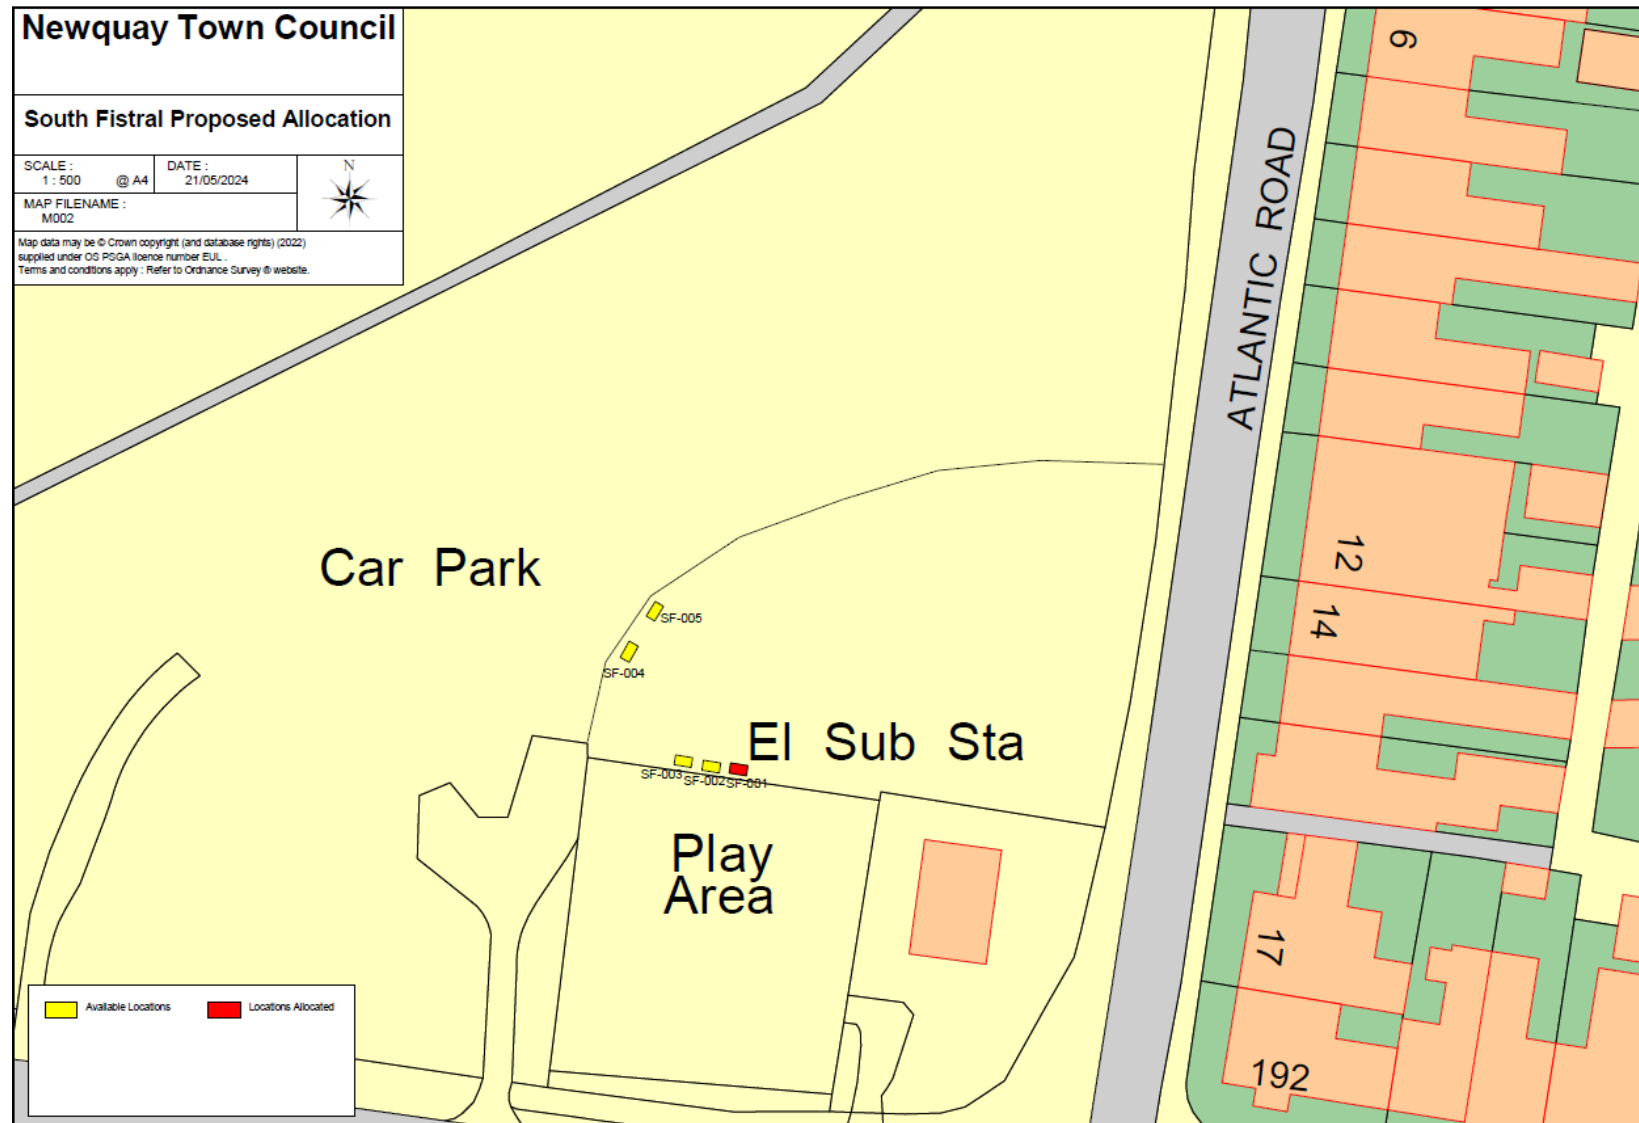 Newquay Town Council
South Fistral Proposed Allocation
SCALE :
1 : 500 @ A4
DATE :
21/05/2024
N
MAP FILENAME :
M002
Map data may be © Crown copyright (and database rights) (2022)
supplied under OS PSGA licence number EUL .
Terms and conditions apply : Refer to Ordnance Survey ® website.
6
ATLANTIC ROAD
Car Park
12
14
SF-005
SF-004
El Sub Sta
SF-003
SF-002
SF-001
Play
Area
17
192
Available Locations
Locations Allocated